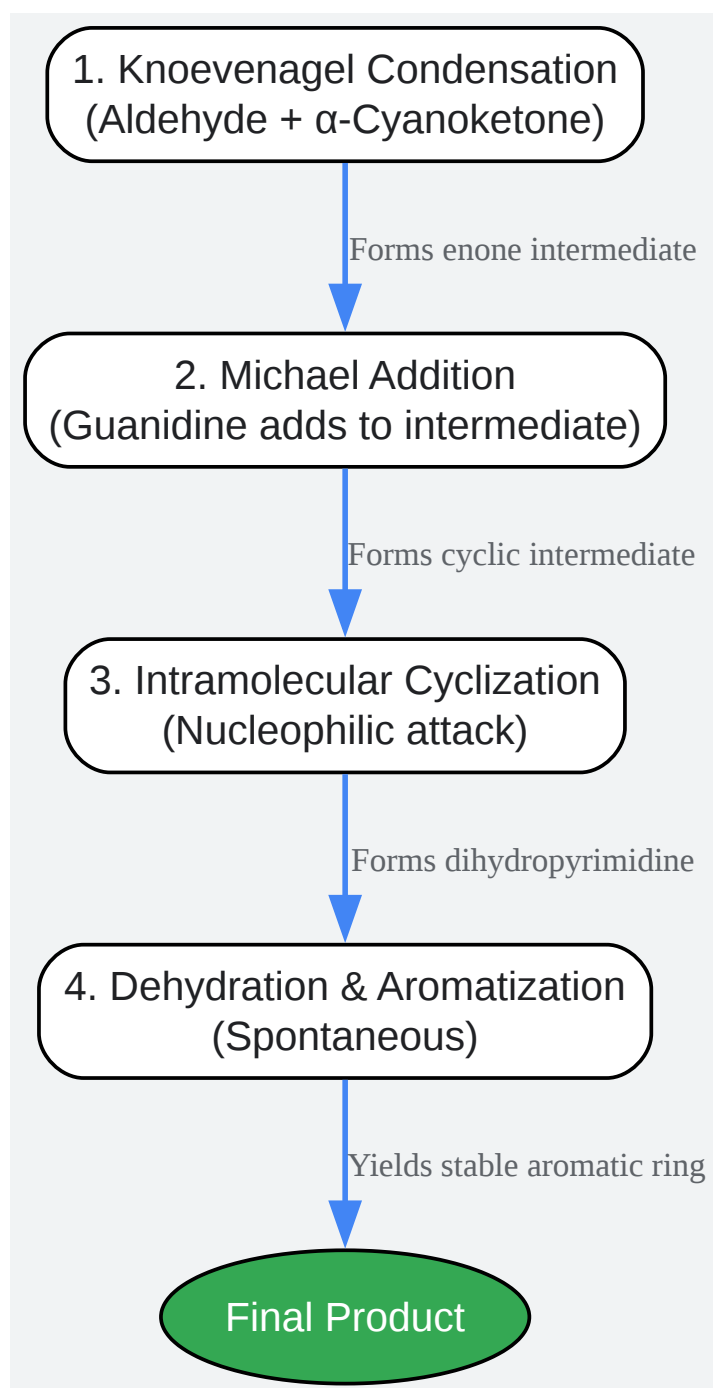 1. Knoevenagel Condensation
(Aldehyde + α-Cyanoketone)
Forms enone intermediate
2. Michael Addition
(Guanidine adds to intermediate)
Forms cyclic intermediate
3. Intramolecular Cyclization
(Nucleophilic attack)
Forms dihydropyrimidine
4. Dehydration & Aromatization
(Spontaneous)
Yields stable aromatic ring
Final Product